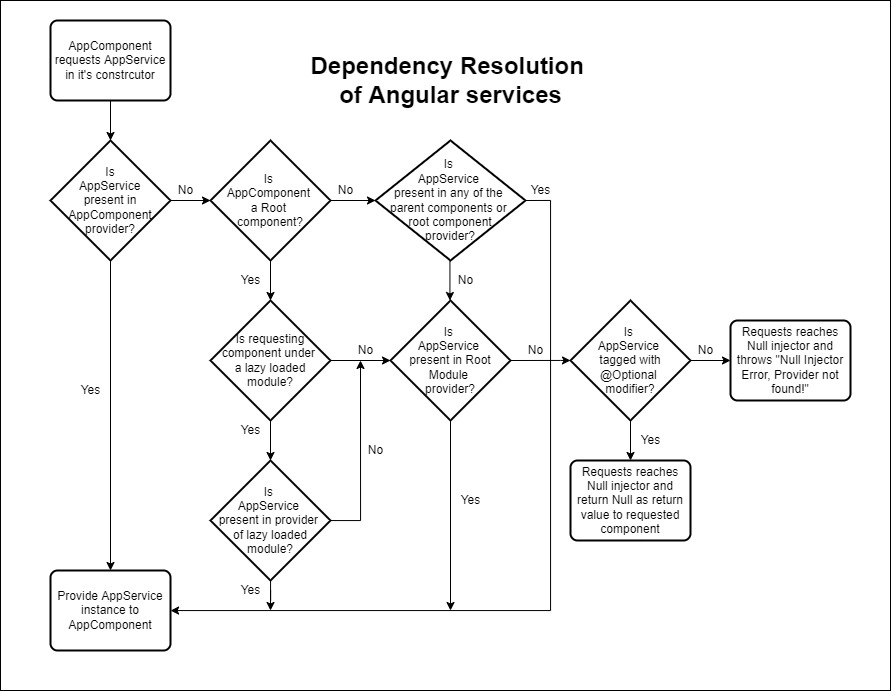 AppComponent
requests AppService
in it's constrcutor
Dependency Resolution
of Angular services
Is
AppService
present in
AppComponent
provider?
No
Is
AppComponent
a Root
component?
No
Is
AppService
present in any of the
parent components or
root component
provider?
Yes
Yes
No
Is requesting
component under
a lazy loaded
module?
No
Is
AppService
present in Root
Module
provider?
No
Is
AppService
tagged with
@Optional
modifier?
No
Requests reaches
Null injector and
throws "Null Injector
Error, Provider not
found!"
Yes
Yes
No
Yes
Requests reaches
Null injector and
return Null as return
value to requested
component
Is
AppService
present in provider
of lazy loaded
module?
Yes
Yes
Provide AppService
instance to
AppComponent